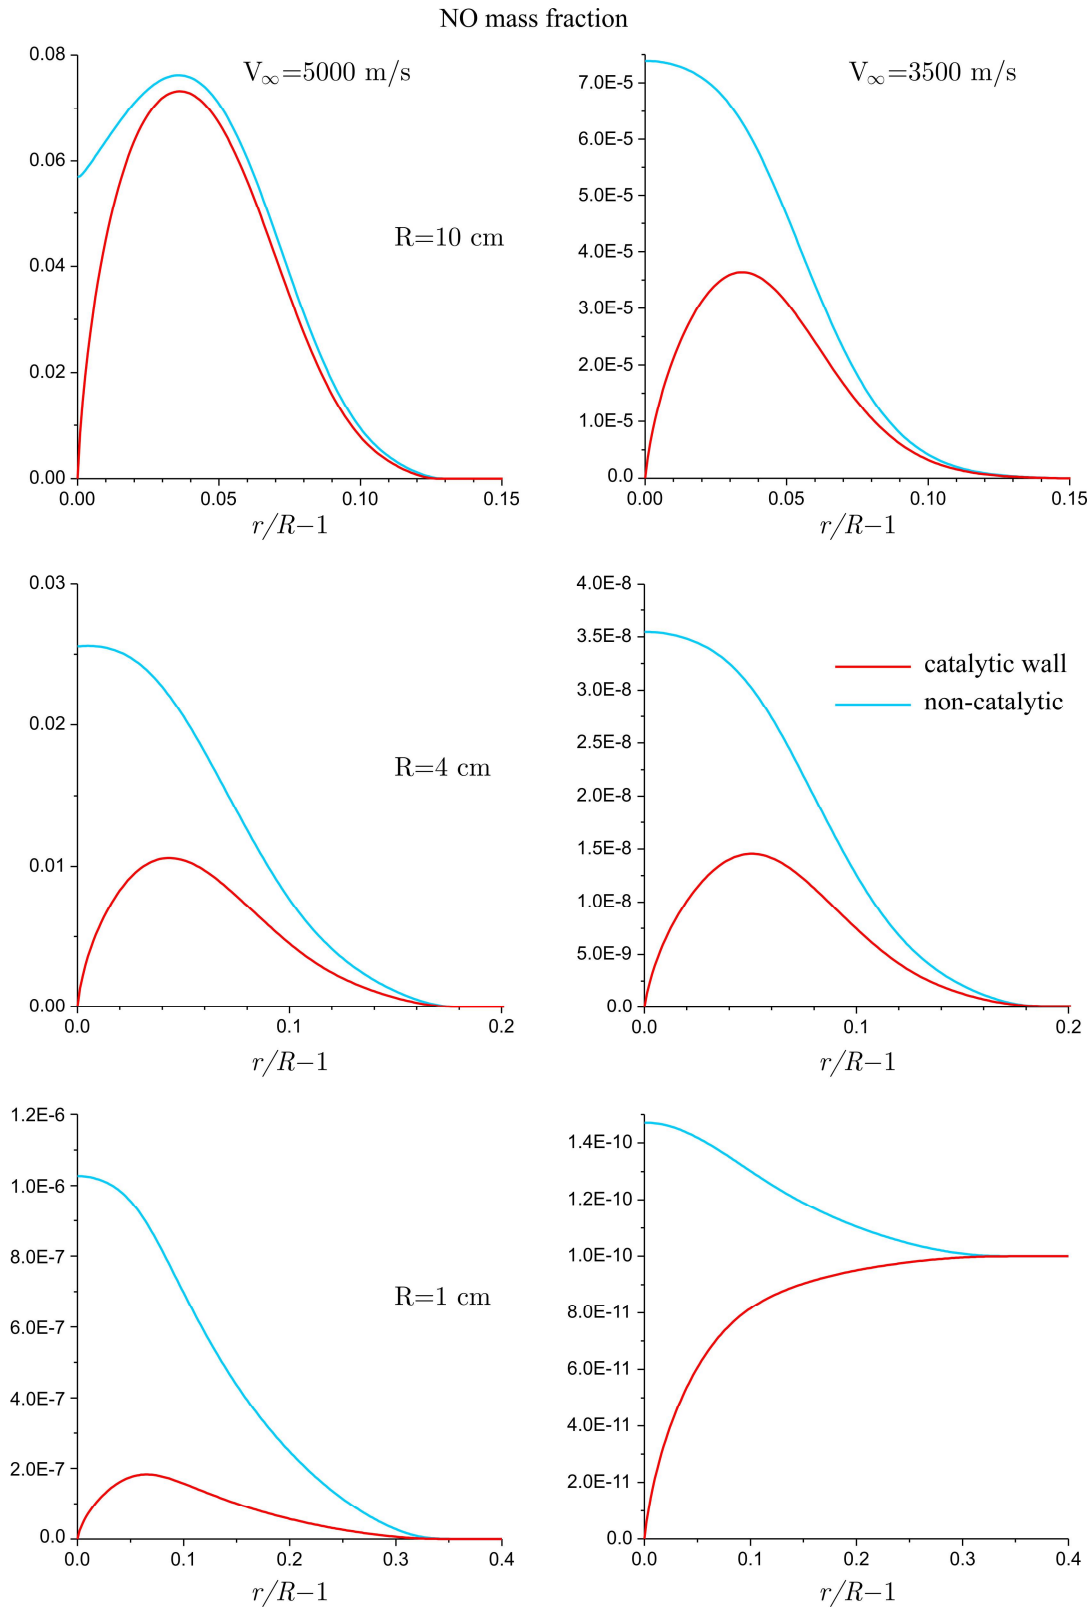 NO mass fraction
V∞=5000 m/s
0.08
0.06
0.04
0.02
0.00
R=10 cm
0.00 0.05 0.10 0.15
r/R−1
V∞=3500 m/s
7.0E-5
6.0E-5
5.0E-5
4.0E-5
3.0E-5
2.0E-5
1.0E-5
0.0
0.00 0.05 0.10 0.15
r/R−1
0.03
0.02
0.01
0.00
R=4 cm
0.0 0.1 0.2
r/R−1
4.0E-8
3.5E-8
3.0E-8
2.5E-8
2.0E-8
1.5E-8
1.0E-8
5.0E-9
0.0
catalytic wall
non-catalytic
0.0 0.1 0.2
r/R−1
1.2E-6
1.0E-6
8.0E-7
6.0E-7
4.0E-7
2.0E-7
0.0
R=1 cm
0.0 0.1 0.2 0.3 0.4
r/R−1
1.4E-10
1.2E-10
1.0E-10
8.0E-11
6.0E-11
4.0E-11
2.0E-11
0.0
0.0 0.1 0.2 0.3 0.4
r/R−1